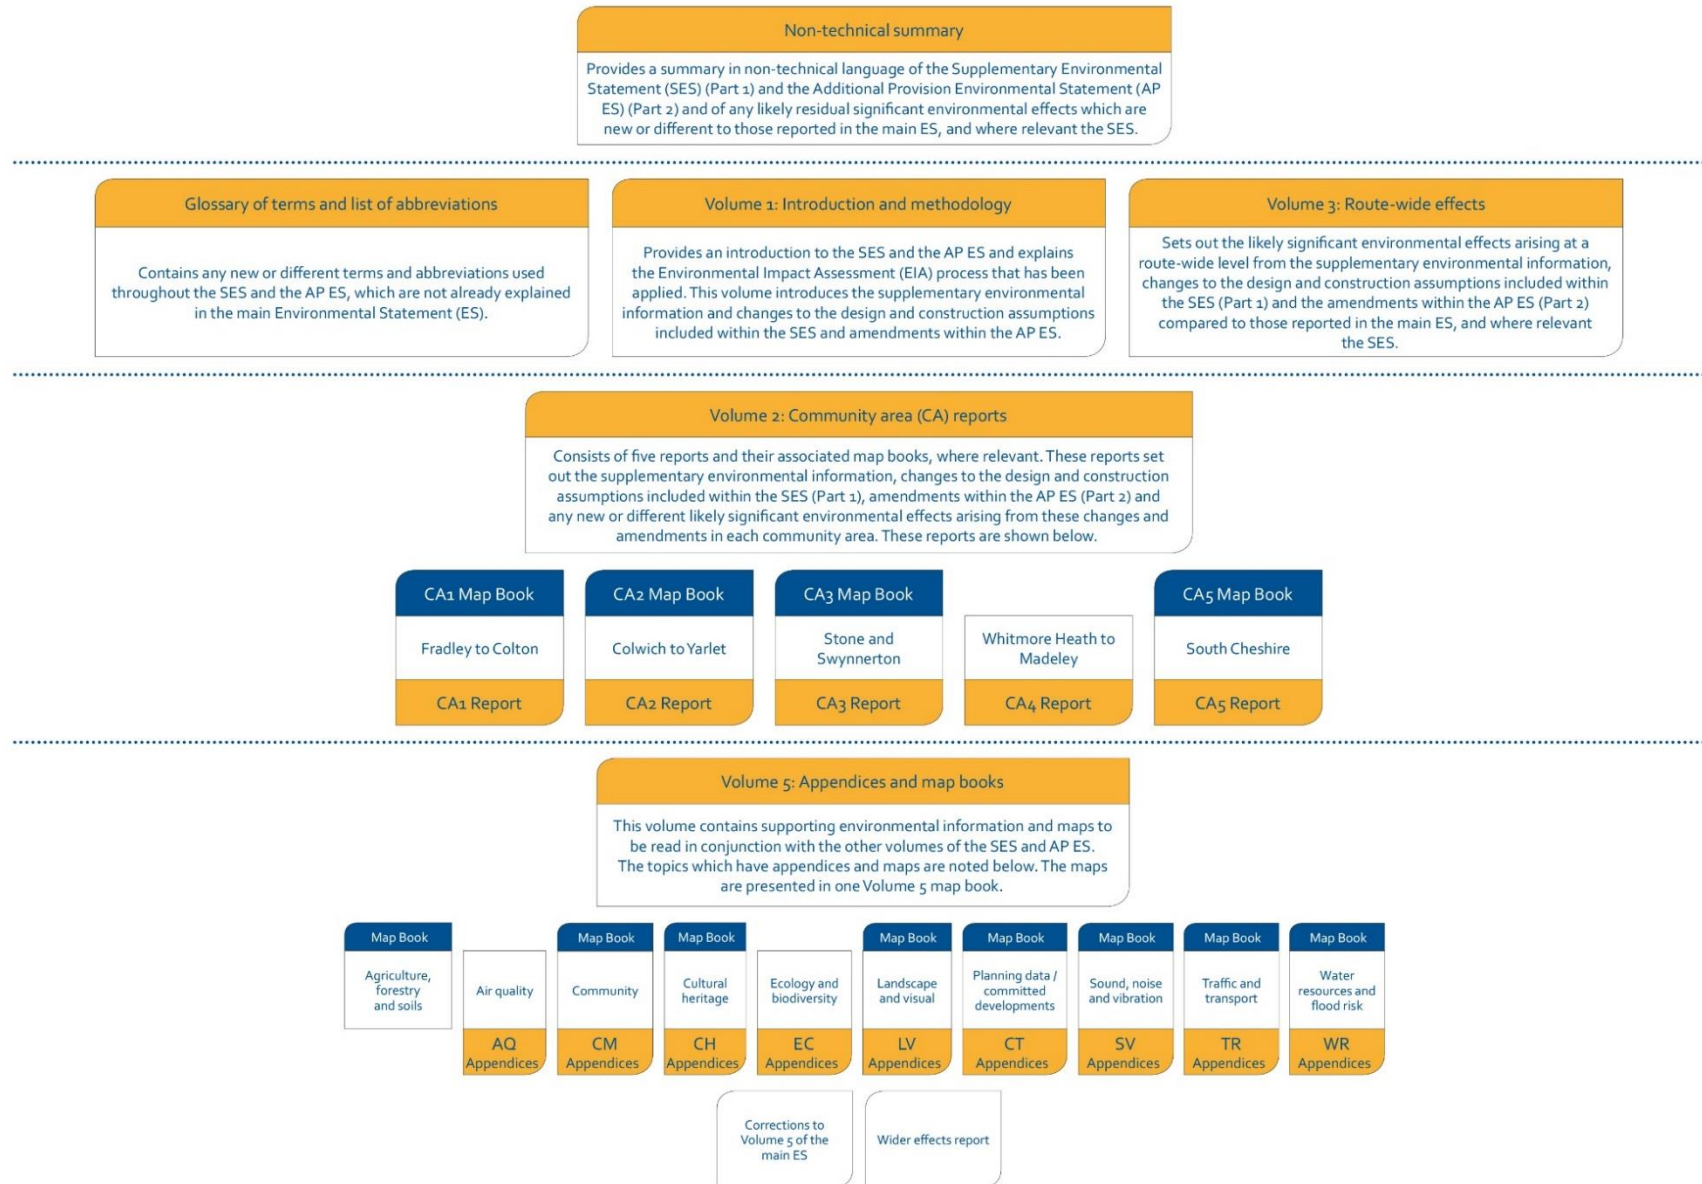 Non-technical summary
Provides a summary in non-technical language of the Supplementary Environmental
Statement (SES) (Part 1) and the Additional Provision Environmental Statement (AP
ES) (Part 2) and of any likely residual significant environmental effects which are
new or different to those reported in the main ES, and where relevant the SES.
Glossary of terms and list of abbreviations
Contains any new or different terms and abbreviations used
throughout the SES and the AP ES, which are not already explained
in the main Environmental Statement (ES).
Volume 1: Introduction and methodology
Provides an introduction to the SES and the AP ES and explains
the Environmental Impact Assessment (EIA) process that has been
applied. This volume introduces the supplementary environmental
information and changes to the design and construction assumptions
included within the SES and amendments within the AP ES.
Volume 3: Route-wide effects
Sets out the likely significant environmental effects arising at a
route-wide level from the supplementary environmental information,
changes to the design and construction assumptions included within
the SES (Part 1) and the amendments within the AP ES (Part 2)
compared to those reported in the main ES, and where relevant
the SES.
Volume 2: Community area (CA) reports
Consists of five reports and their associated map books, where relevant. These reports set
out the supplementary environmental information, changes to the design and construction
assumptions included within the SES (Part 1), amendments within the AP ES (Part 2) and
any new or different likely significant environmental effects arising from these changes and
amendments in each community area. These reports are shown below.
CA1 Map Book
Fradley to Colton
CA1 Report
CA2 Map Book
Colwich to Yarlet
CA2 Report
CA3 Map Book
Stone and
Swynnerton
CA3 Report
Whitmore Heath to
Madeley
CA4 Report
CA5 Map Book
South Cheshire
CA5 Report
Volume 5: Appendices and map books
This volume contains supporting environmental information and maps to
be read in conjunction with the other volumes of the SES and AP ES.
The topics which have appendices and maps are noted below. The maps
are presented in one Volume 5 map book.
Map Book
Agriculture,
forestry
and soils
Air quality
AQ
Appendices
Map Book
Community
CM
Appendices
Map Book
Cultural
heritage
CH
Appendices
Ecology and
biodiversity
EC
Appendices
Map Book
Landscape
and visual
LV
Appendices
Map Book
Planning data /
committed
developments
CT
Appendices
Map Book
Sound, noise
and vibration
SV
Appendices
Map Book
Traffic and
transport
TR
Appendices
Map Book
Water
resources and
flood risk
WR
Appendices
Corrections to
Volume 5 of the
main ES
Wider effects report